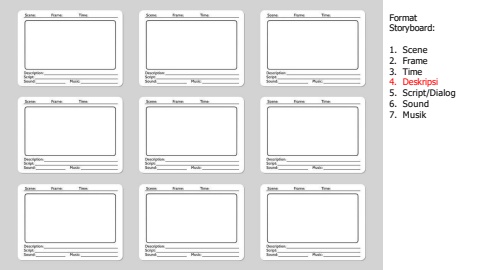 Scene: Frame: Time:
Description:
Script:
Sound: Music:
Scene: Frame: Time:
Description:
Script:
Sound: Music:
Scene: Frame: Time:
Description:
Script:
Sound: Music:
Scene: Frame: Time:
Description:
Script:
Sound: Music:
Scene: Frame: Time:
Description:
Script:
Sound: Music:
Scene: Frame: Time:
Description:
Script:
Sound: Music:
Scene: Frame: Time:
Description:
Script:
Sound: Music:
Scene: Frame: Time:
Description:
Script:
Sound: Music:
Scene: Frame: Time:
Description:
Script:
Sound: Music:
Format
Storyboard:
1. Scene
2. Frame
3. Time
4. Deskripsi
5. Script/Dialog
6. Sound
7. Musik